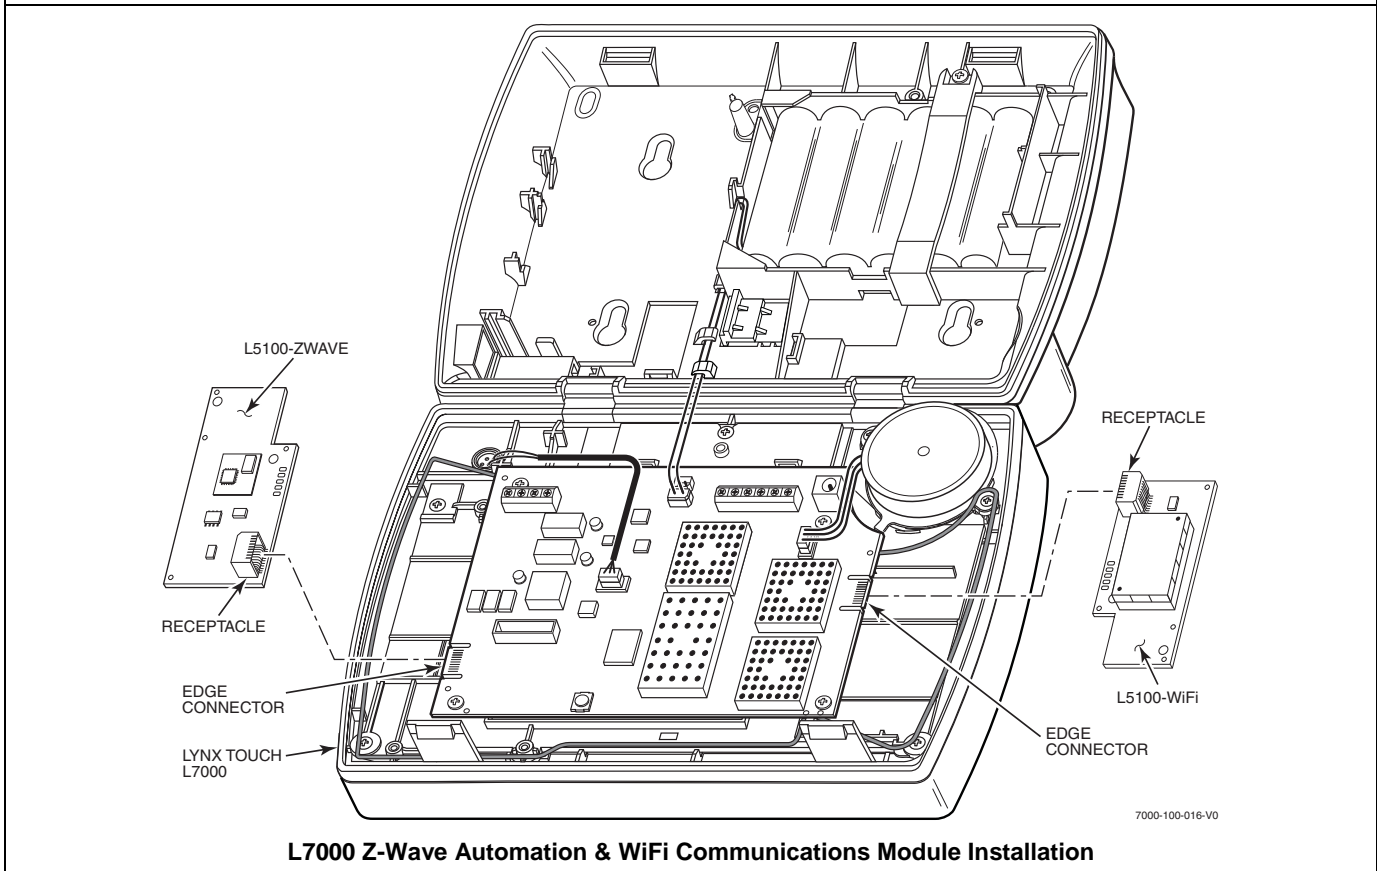 L5100-ZWAVE
RECEPTACLE
RECEPTACLE
EDGE
CONNECTOR
LYNX TOUCH
L7000
L5100-WiFi
EDGE
CONNECTOR
7000-100-016-V0
L7000 Z-Wave Automation & WiFi Communications Module Installation